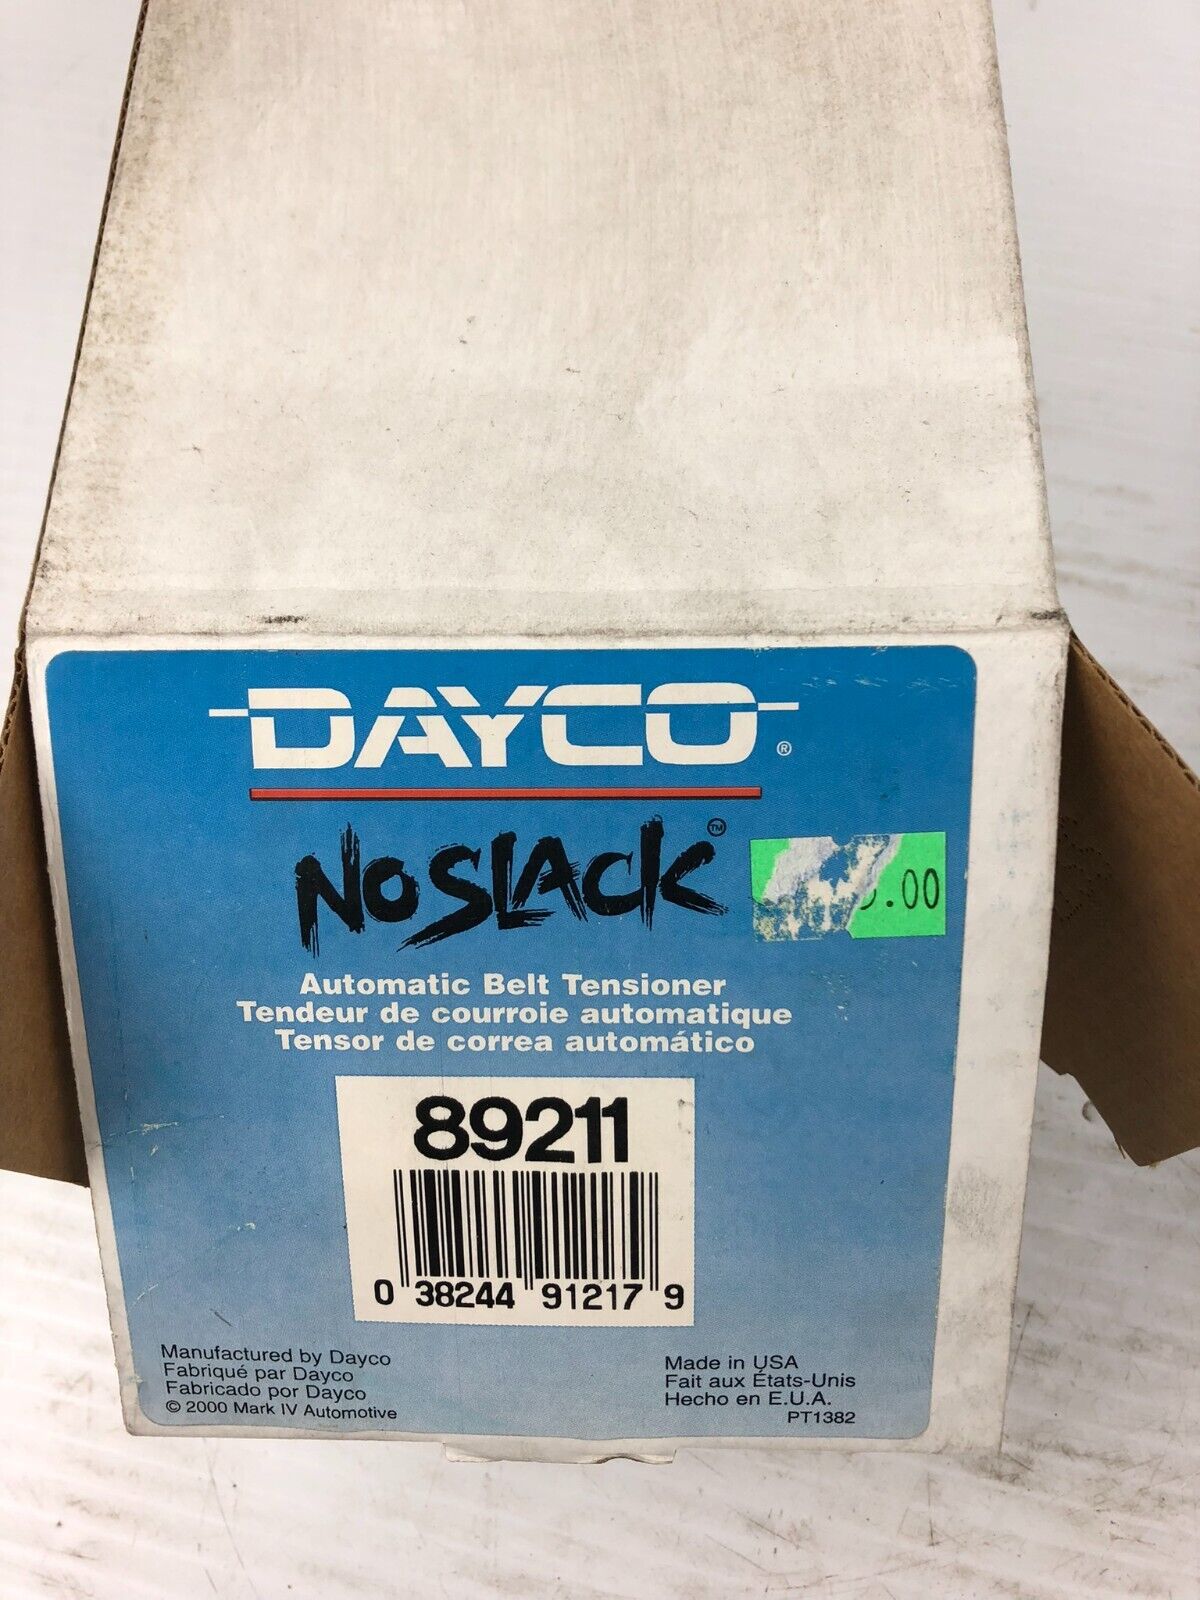 DAYCO ®
NO SLACK ™
.00
Automatic Belt Tensioner
Tendeur de courroie automatique
Tensor de correa automático
89211
0 38244 91217 9
Manufactured by Dayco
Fabriqué par Dayco
Fabricado por Dayco
© 2000 Mark IV Automotive
Made in USA
Fait aux États-Unis
Hecho en E.U.A.
PT1382